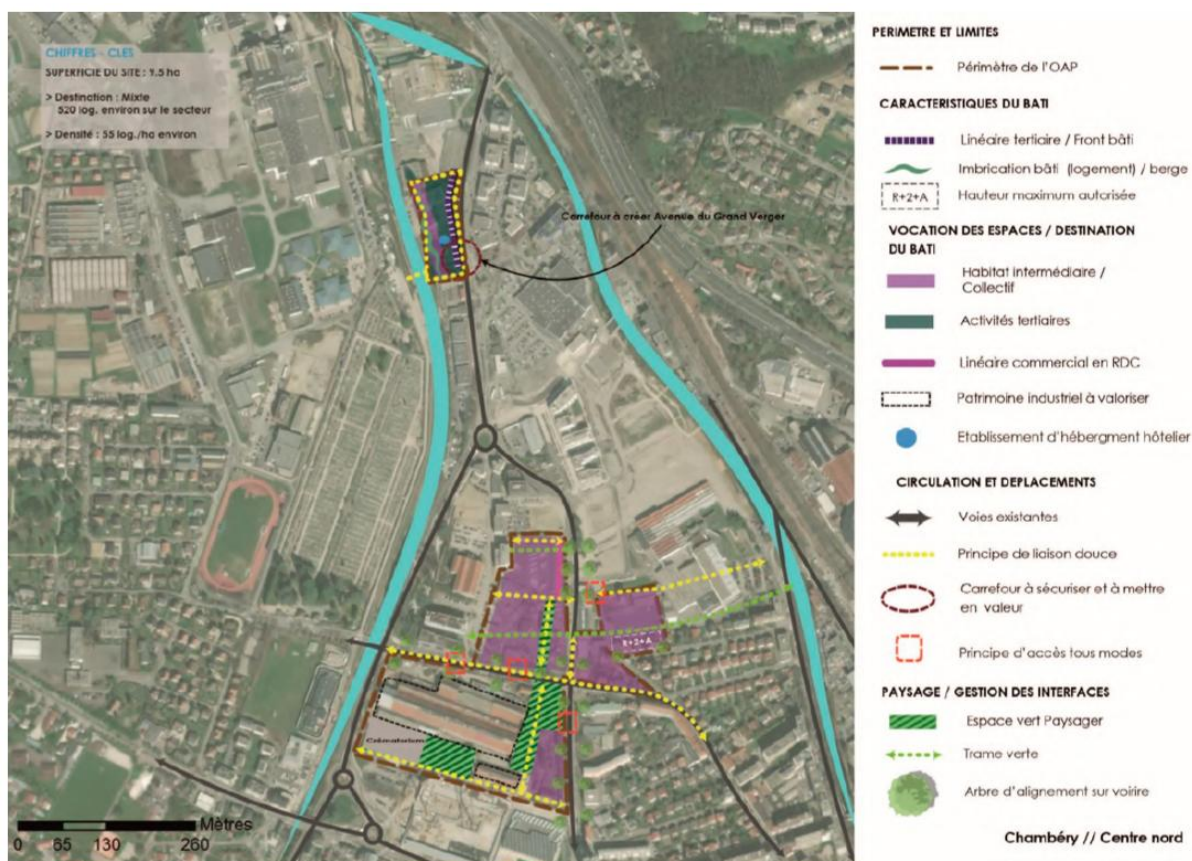 CHIFFRES - CLES
SUPERFICIE DU SITE : 9.5 ha
> Destination : Mixte
520 log. environ sur le secteur
> Densité : 55 log./ha environ
Carrefour à créer Avenue du Grand Verger
R+2+A
Crématorium
Mètres
0 65 130 260
PERIMETRE ET LIMITES
Périmètre de l'OAP
CARACTERISTIQUES DU BATI
Linéaire tertiaire / Front bâti
Imbrication bâti (logement) / berge
R+2+A
Hauteur maximum autorisée
VOCATION DES ESPACES / DESTINATION
DU BATI
Habitat intermédiaire /
Collectif
Activités tertiaires
Linéaire commercial en RDC
Patrimoine industriel à valoriser
Etablissement d'hébergment hôtelier
CIRCULATION ET DEPLACEMENTS
Voies existantes
Principe de liaison douce
Carrefour à sécuriser et à mettre
en valeur
Principe d'accès tous modes
PAYSAGE / GESTION DES INTERFACES
Espace vert Paysager
Trame verte
Arbre d'alignement sur voirire
Chambéry // Centre nord